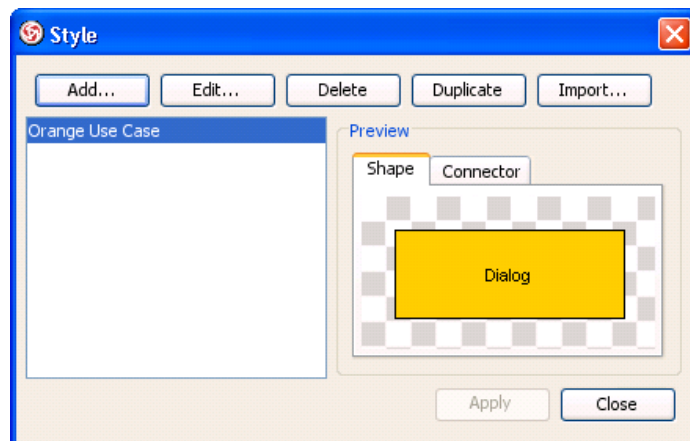 Style
Add... Edit... Delete Duplicate Import...
Orange Use Case
Preview
Shape Connector
Dialog
Apply Close